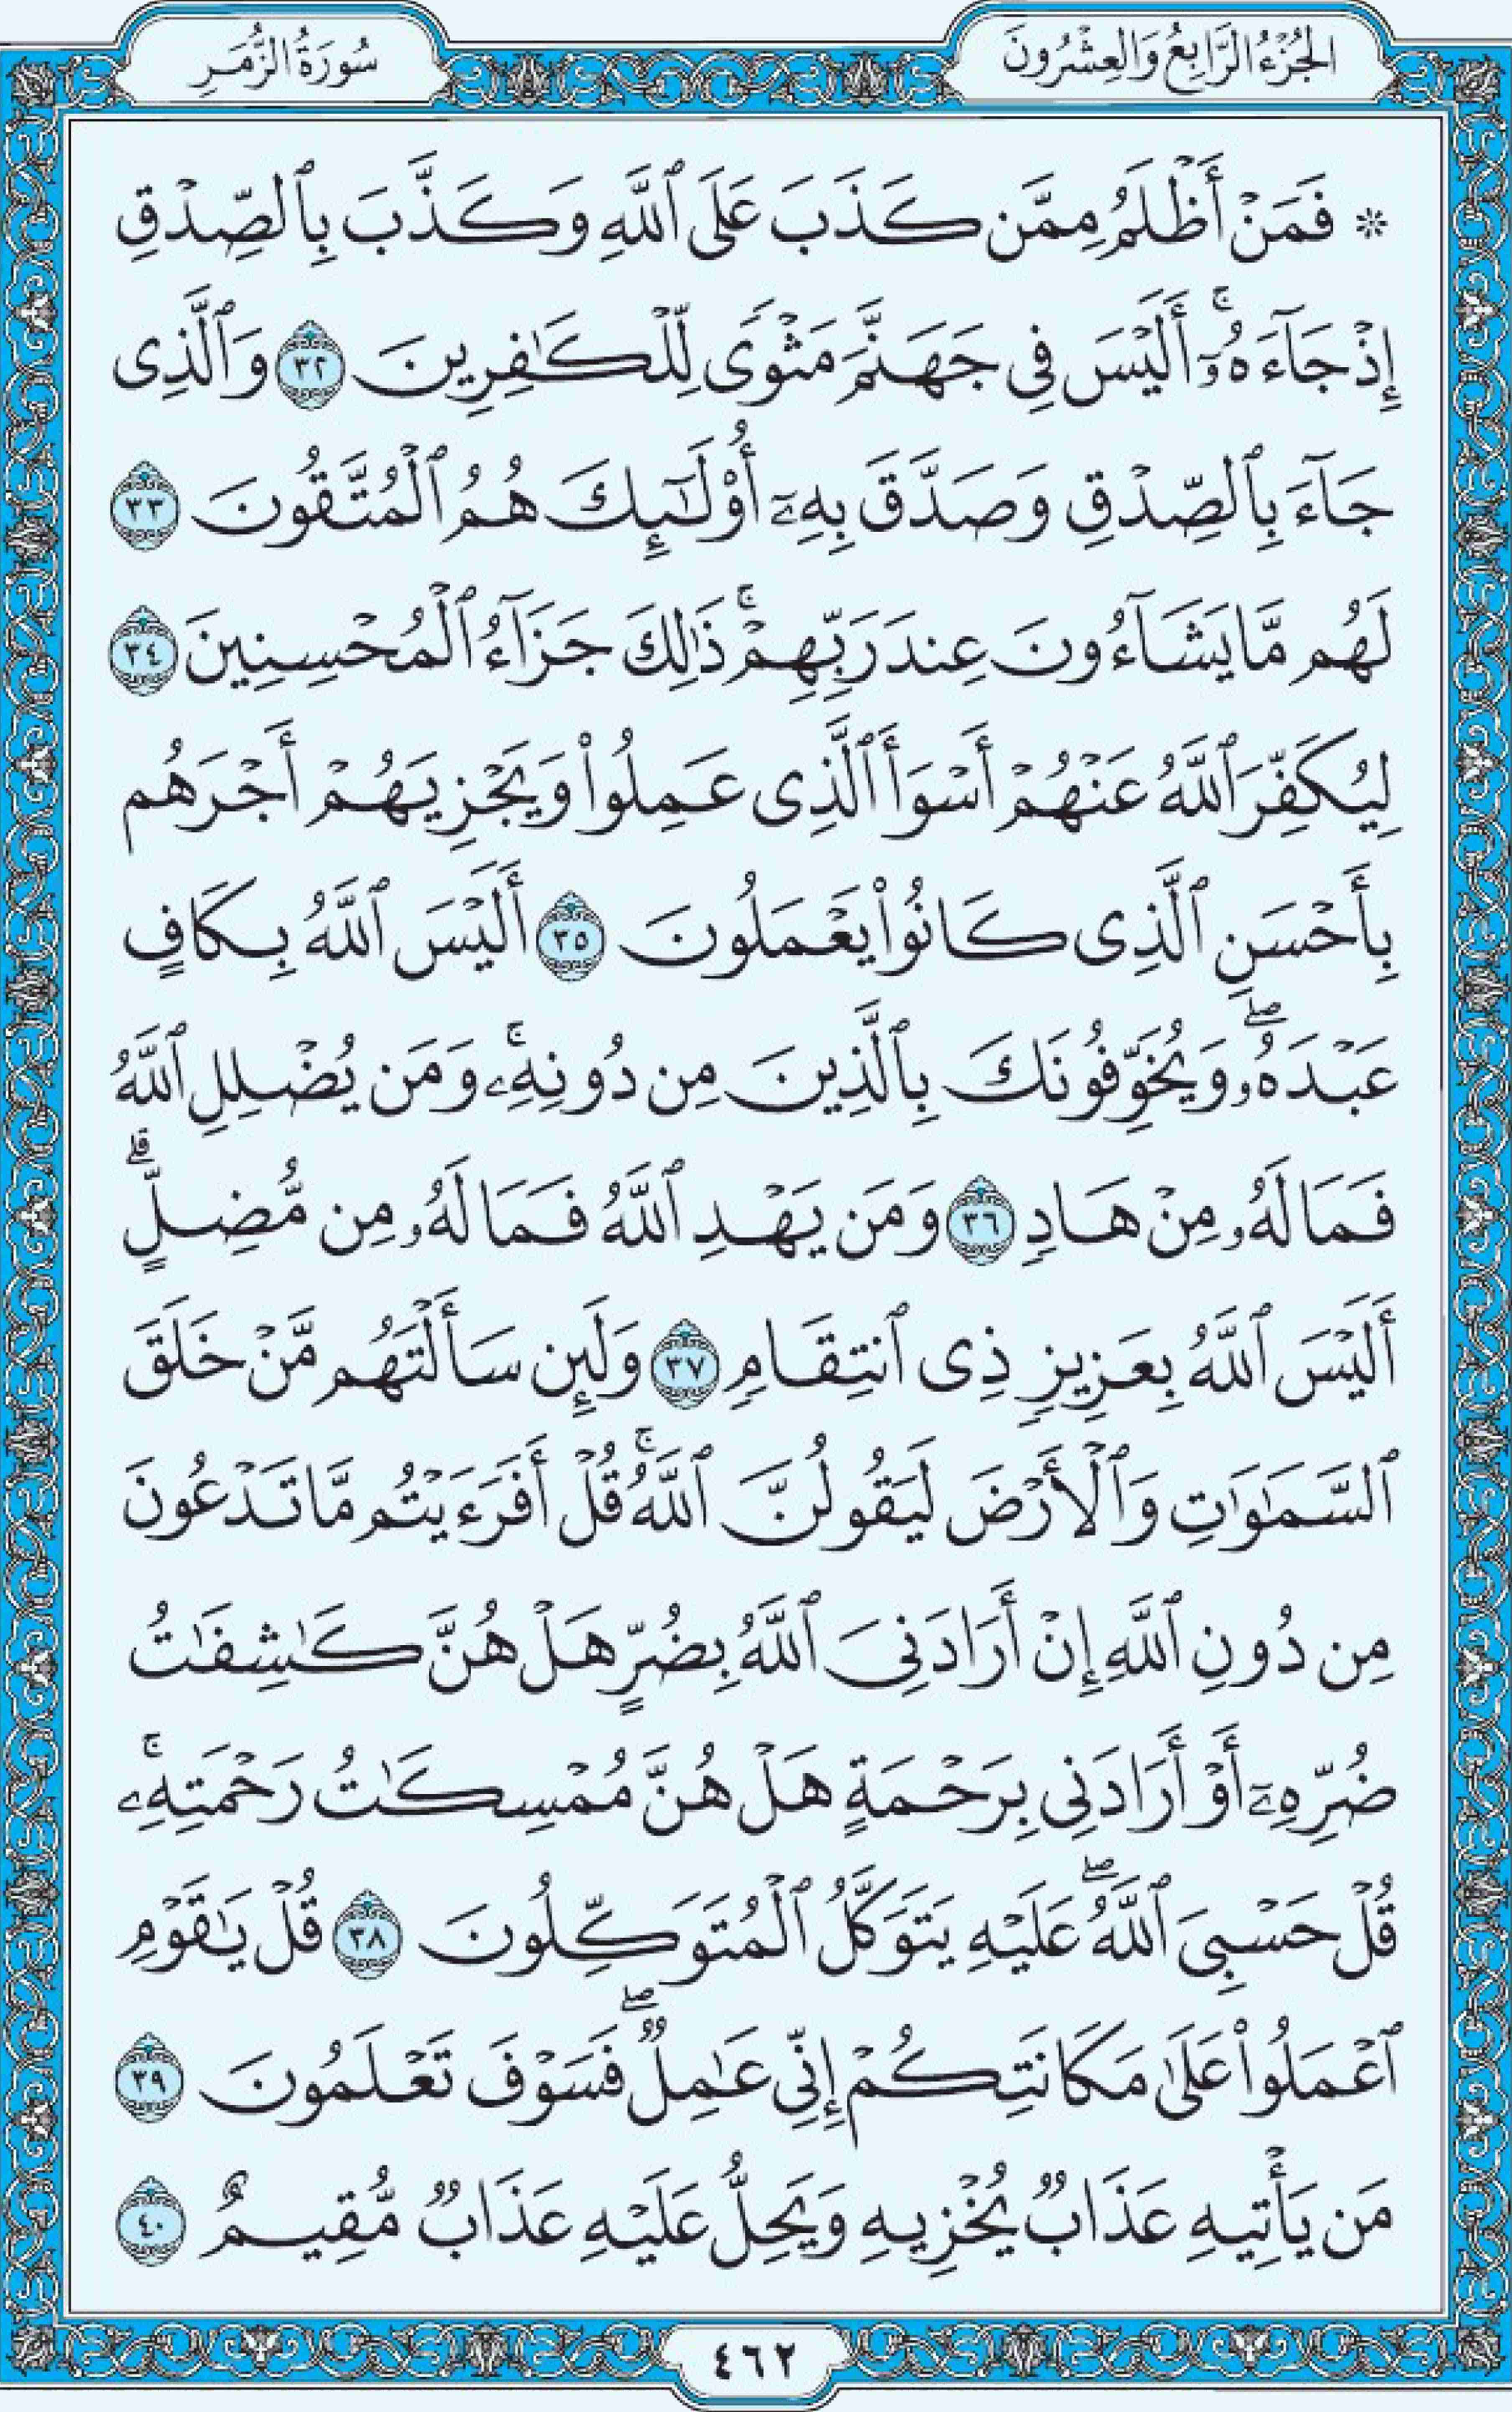 الجُزْءُ الرَّابِعُ وَالعِشْرُونَ
سُورَةُ الزُّمَرِ
۞ فَمَنْ أَظْلَمُ مِمَّن كَذَبَ عَلَى ٱللَّهِ وَكَذَّبَ بِٱلصِّدْقِ
إِذْ جَآءَهُۥٓۚ أَلَيْسَ فِى جَهَنَّمَ مَثْوًى لِّلْكَـٰفِرِينَ ٣٢ وَٱلَّذِى
جَآءَ بِٱلصِّدْقِ وَصَدَّقَ بِهِۦٓ أُو۟لَـٰٓئِكَ هُمُ ٱلْمُتَّقُونَ ٣٣
لَهُم مَّا يَشَآءُونَ عِندَ رَبِّهِمْۚ ذَٰلِكَ جَزَآءُ ٱلْمُحْسِنِينَ ٣٤
لِيُكَفِّرَ ٱللَّهُ عَنْهُمْ أَسْوَأَ ٱلَّذِى عَمِلُوا۟ وَيَجْزِيَهُمْ أَجْرَهُم
بِأَحْسَنِ ٱلَّذِى كَانُوا۟ يَعْمَلُونَ ٣٥ أَلَيْسَ ٱللَّهُ بِكَافٍ
عَبْدَهُۥۖ وَيُخَوِّفُونَكَ بِٱلَّذِينَ مِن دُونِهِۦۚ وَمَن يُضْلِلِ ٱللَّهُ
فَمَا لَهُۥ مِنْ هَادٍ ٣٦ وَمَن يَهْدِ ٱللَّهُ فَمَا لَهُۥ مِن مُّضِلٍّۗ
أَلَيْسَ ٱللَّهُ بِعَزِيزٍ ذِى ٱنتِقَامٍ ٣٧ وَلَئِن سَأَلْتَهُم مَّنْ خَلَقَ
ٱلسَّمَـٰوَٰتِ وَٱلْأَرْضَ لَيَقُولُنَّ ٱللَّهُۚ قُلْ أَفَرَءَيْتُم مَّا تَدْعُونَ
مِن دُونِ ٱللَّهِ إِنْ أَرَادَنِىَ ٱللَّهُ بِضُرٍّ هَلْ هُنَّ كَـٰشِفَـٰتُ
ضُرِّهِۦٓ أَوْ أَرَادَنِى بِرَحْمَةٍ هَلْ هُنَّ مُمْسِكَـٰتُ رَحْمَتِهِۦۚ
قُلْ حَسْبِىَ ٱللَّهُۖ عَلَيْهِ يَتَوَكَّلُ ٱلْمُتَوَكِّلُونَ ٣٨ قُلْ يَـٰقَوْمِ
ٱعْمَلُوا۟ عَلَىٰ مَكَانَتِكُمْ إِنِّى عَـٰمِلٌۖ فَسَوْفَ تَعْلَمُونَ ٣٩
مَن يَأْتِيهِ عَذَابٌ يُخْزِيهِ وَيَحِلُّ عَلَيْهِ عَذَابٌ مُّقِيمٌ ٤٠
٤٦٢